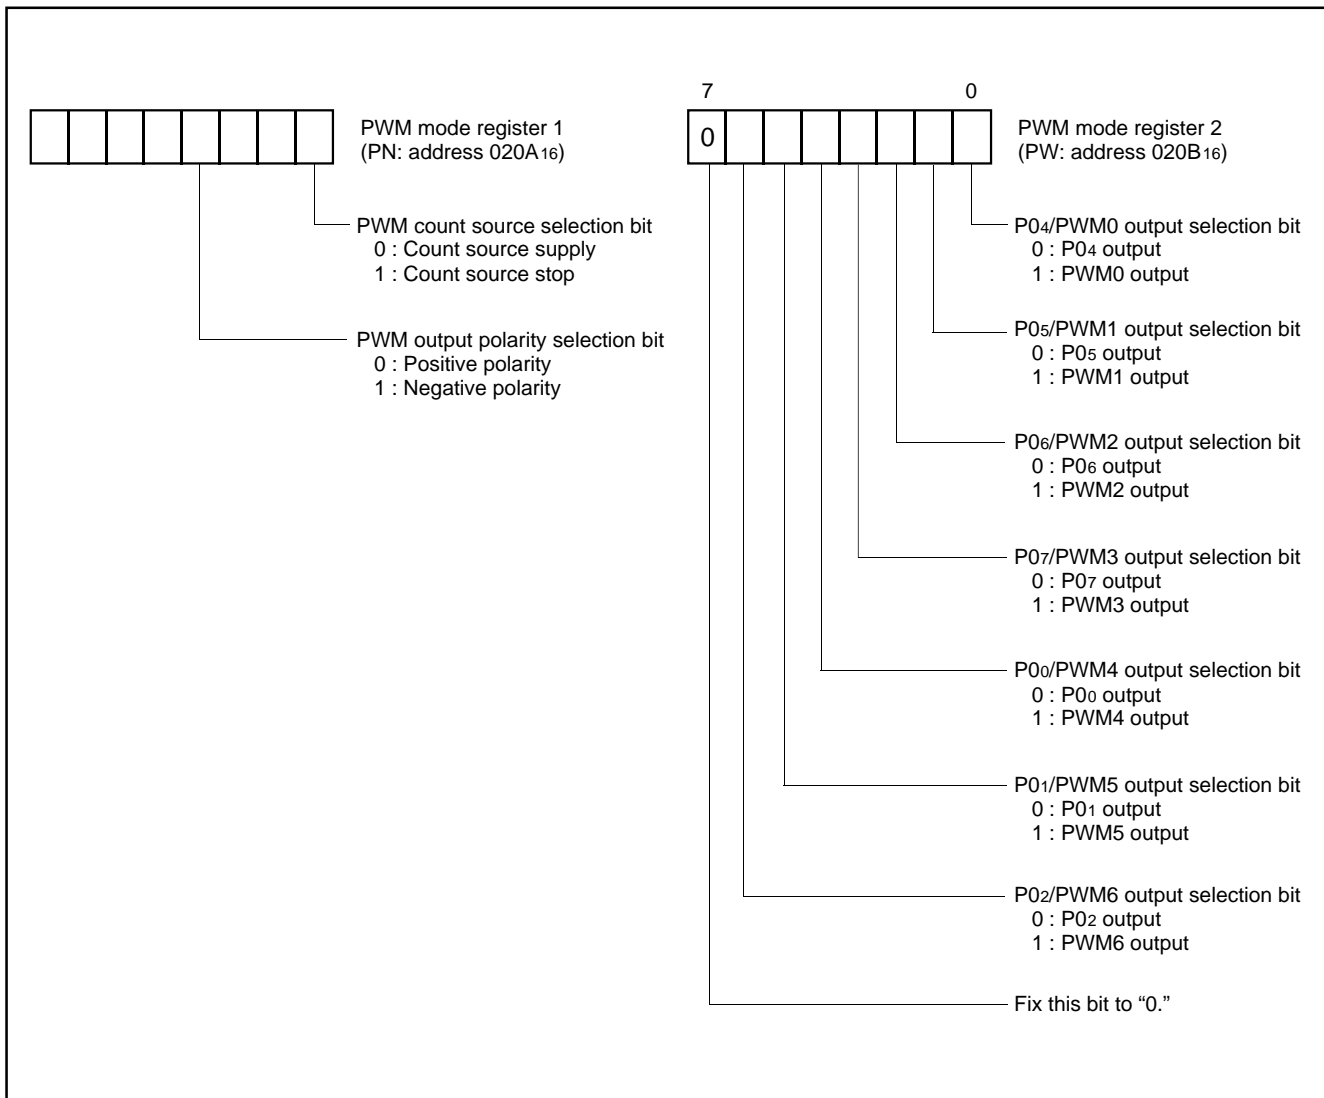 PWM mode register 1
(PN: address 020A16)
PWM count source selection bit
0 : Count source supply
1 : Count source stop
PWM output polarity selection bit
0 : Positive polarity
1 : Negative polarity
7 0
0
PWM mode register 2
(PW: address 020B16)
P04/PWM0 output selection bit
0 : P04 output
1 : PWM0 output
P05/PWM1 output selection bit
0 : P05 output
1 : PWM1 output
P06/PWM2 output selection bit
0 : P06 output
1 : PWM2 output
P07/PWM3 output selection bit
0 : P07 output
1 : PWM3 output
P00/PWM4 output selection bit
0 : P00 output
1 : PWM4 output
P01/PWM5 output selection bit
0 : P01 output
1 : PWM5 output
P02/PWM6 output selection bit
0 : P02 output
1 : PWM6 output
Fix this bit to “0.”